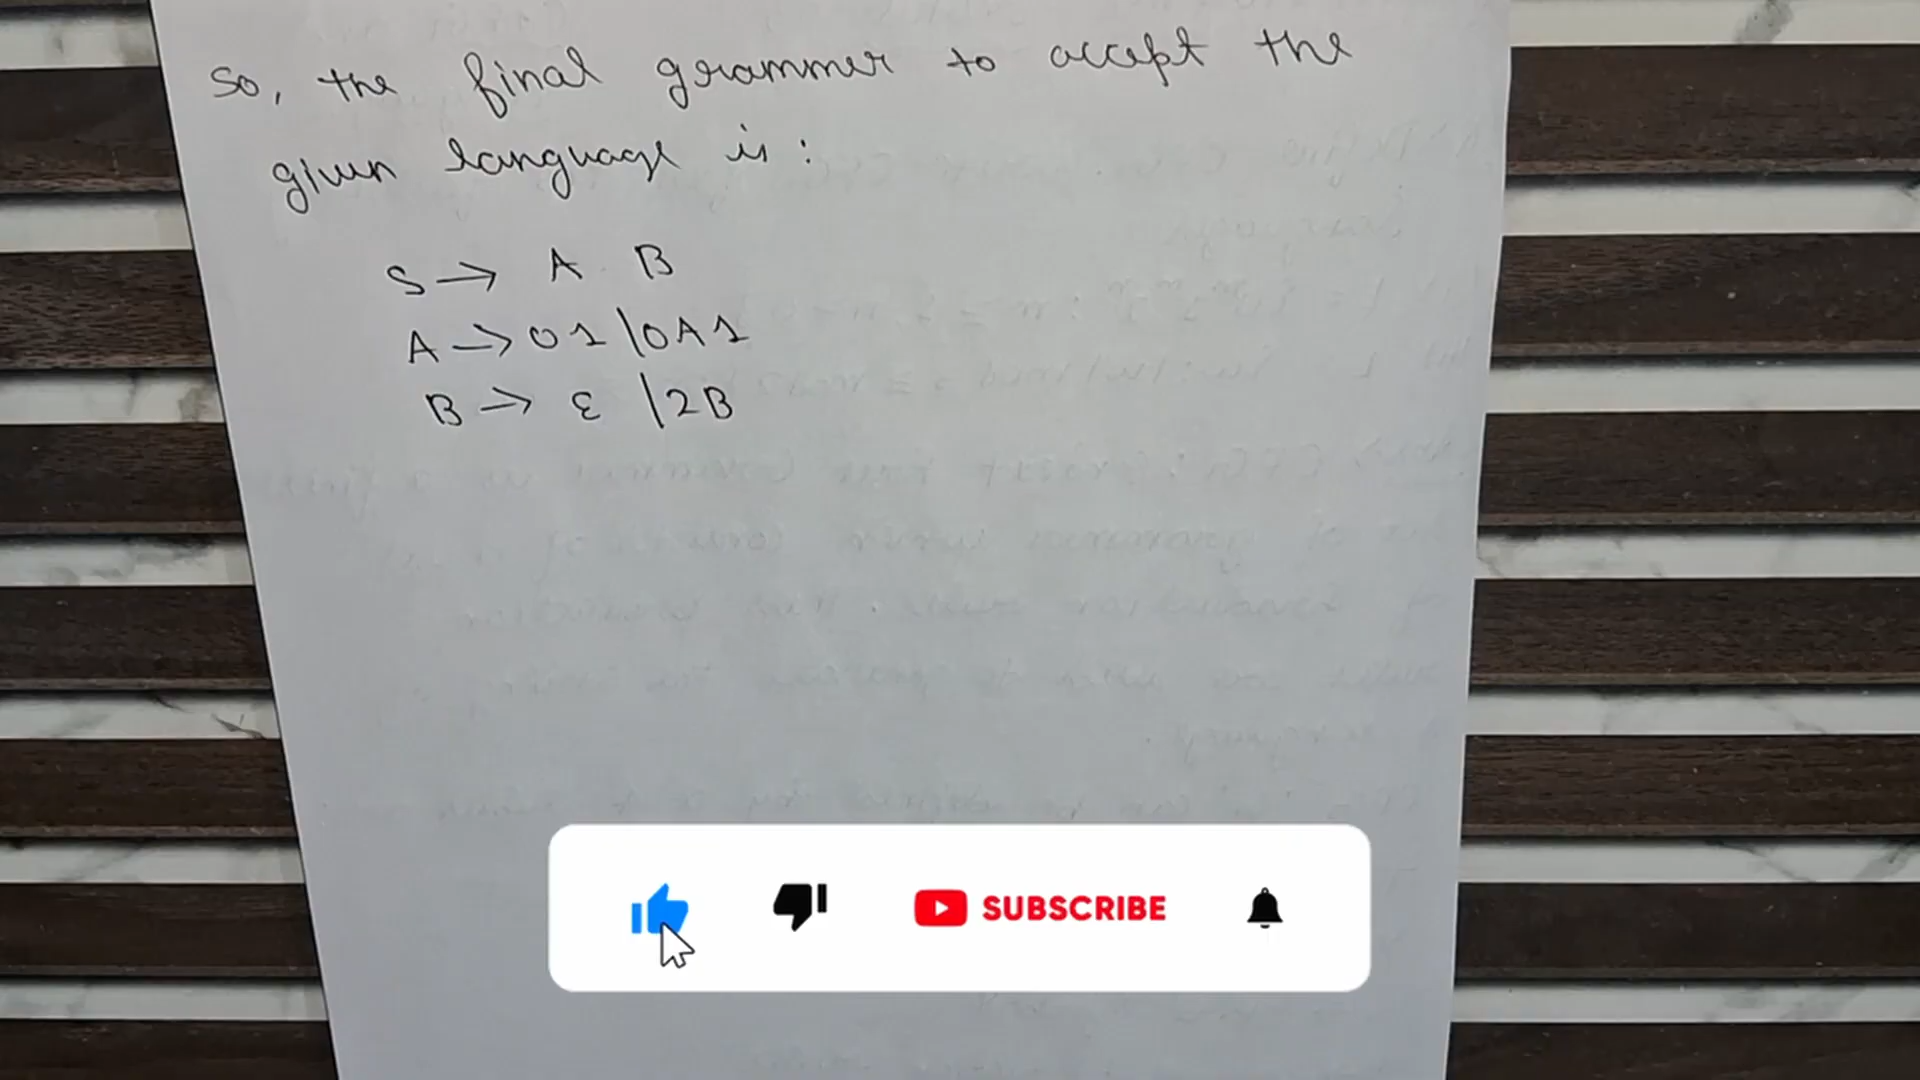 So, the final grammer to accept the
given language is:
S → A B
A → 01 | 0A1
B → ε | 2B
SUBSCRIBE